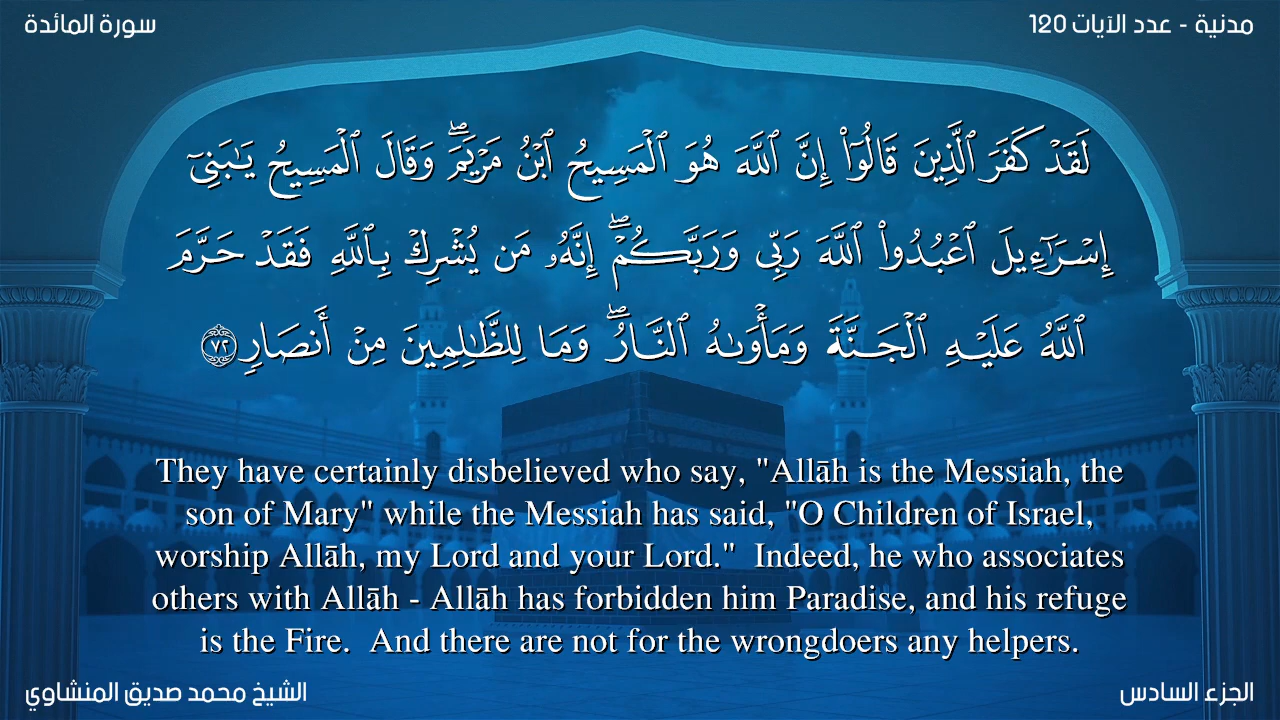 سورة المائدة
مدنية - عدد الآيات 120
لَقَدْ كَفَرَ ٱلَّذِينَ قَالُوٓا۟ إِنَّ ٱللَّهَ هُوَ ٱلْمَسِيحُ ٱبْنُ مَرْيَمَ ۖ وَقَالَ ٱلْمَسِيحُ يَـٰبَنِىٓ
إِسْرَٰٓءِيلَ ٱعْبُدُوا۟ ٱللَّهَ رَبِّى وَرَبَّكُمْ ۖ إِنَّهُۥ مَن يُشْرِكْ بِٱللَّهِ فَقَدْ حَرَّمَ
ٱللَّهُ عَلَيْهِ ٱلْجَنَّةَ وَمَأْوَىٰهُ ٱلنَّارُ ۖ وَمَا لِلظَّـٰلِمِينَ مِنْ أَنصَارٍ ٧٢
They have certainly disbelieved who say, "Allāh is the Messiah, the
son of Mary" while the Messiah has said, "O Children of Israel,
worship Allāh, my Lord and your Lord."  Indeed, he who associates
others with Allāh - Allāh has forbidden him Paradise, and his refuge
is the Fire.  And there are not for the wrongdoers any helpers.
الشيخ محمد صديق المنشاوي
الجزء السادس